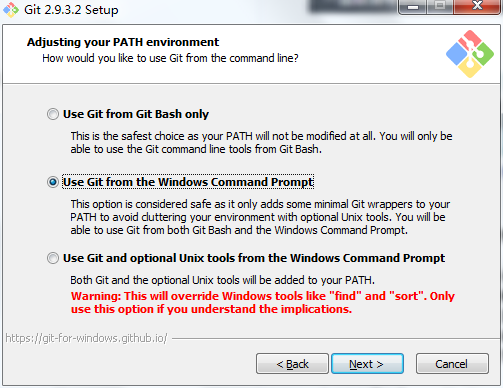 Git 2.9.3.2 Setup
Adjusting your PATH environment
How would you like to use Git from the command line?
Use Git from Git Bash only
This is the safest choice as your PATH will not be modified at all. You will only be
able to use the Git command line tools from Git Bash.
Use Git from the Windows Command Prompt
This option is considered safe as it only adds some minimal Git wrappers to your
PATH to avoid cluttering your environment with optional Unix tools. You will be
able to use Git from both Git Bash and the Windows Command Prompt.
Use Git and optional Unix tools from the Windows Command Prompt
Both Git and the optional Unix tools will be added to your PATH.
Warning: This will override Windows tools like "find" and "sort". Only
use this option if you understand the implications.
https://git-for-windows.github.io/
< Back Next > Cancel